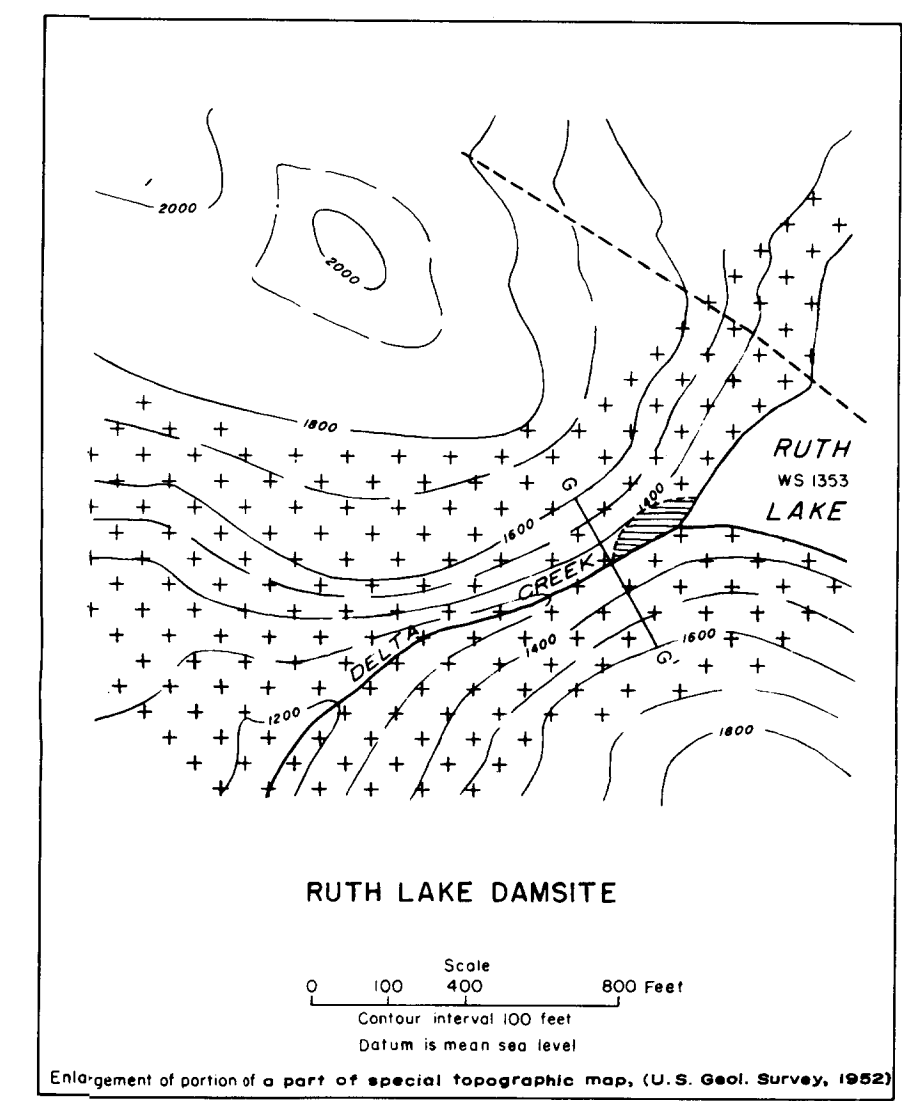 2000
2000
1800
RUTH
WS 1353
LAKE
G
1400
1600
CREEK
DELTA
1400
1600
G'
1200
1800
RUTH LAKE DAMSITE
Scale
0 100 400 800 Feet
Contour interval 100 feet
Datum is mean sea level
Enlargement of portion of a part of special topographic map, (U.S. Geol. Survey, 1952)